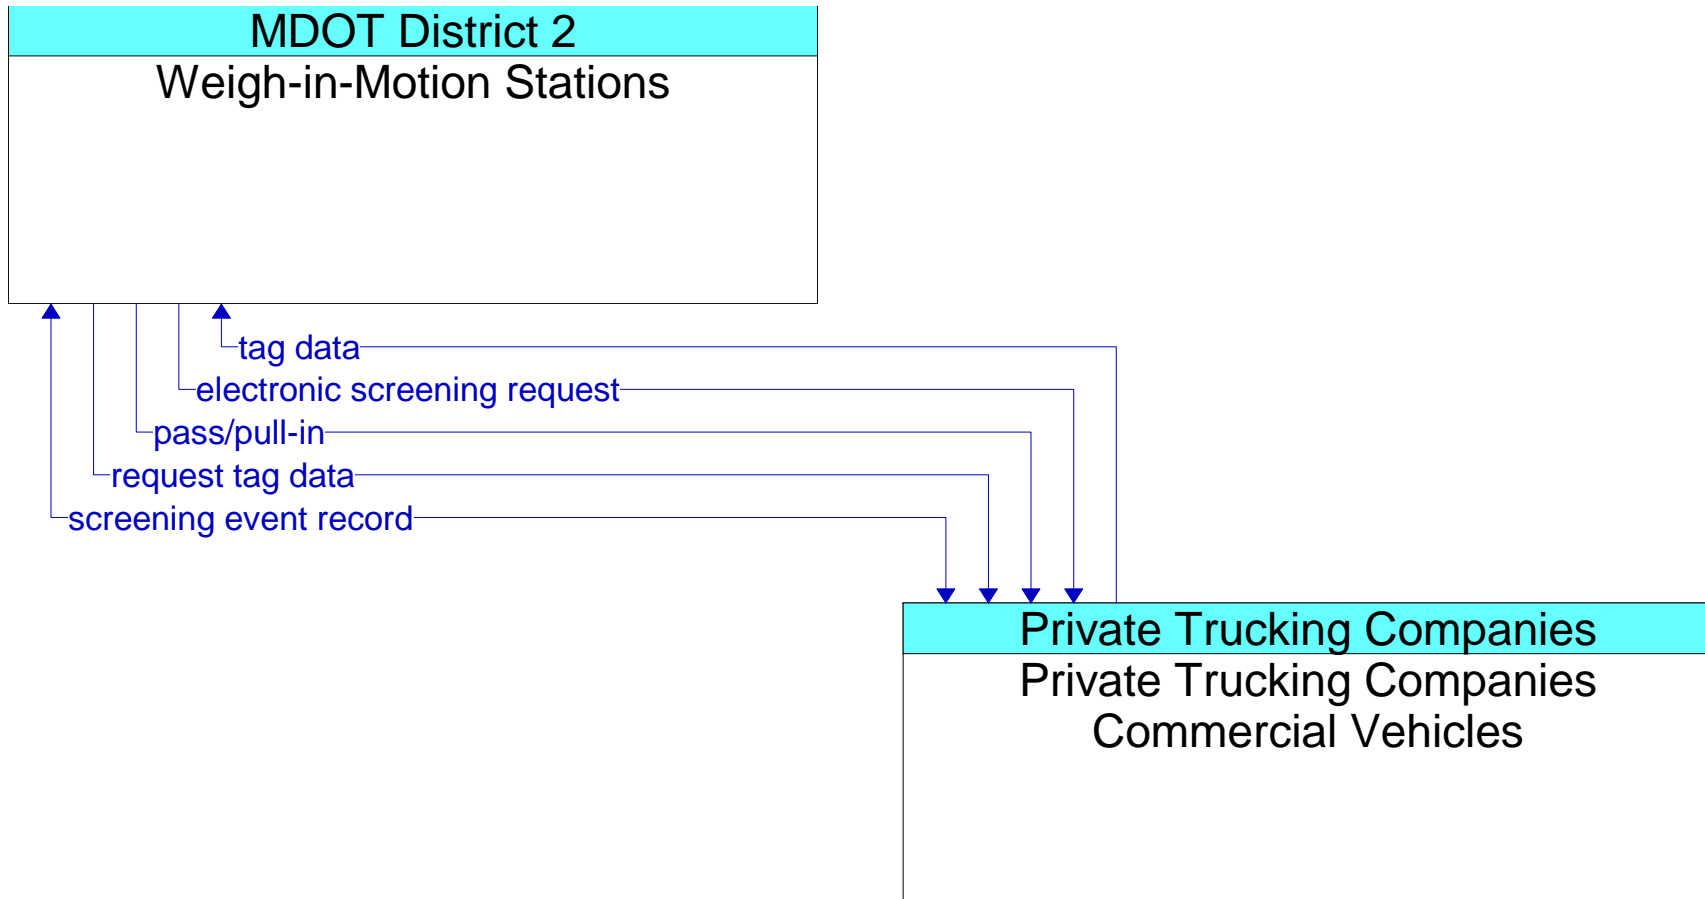 MDOT District 2
Weigh-in-Motion Stations
tag data
electronic screening request
pass/pull-in
request tag data
screening event record
Private Trucking Companies
Private Trucking Companies
Commercial Vehicles